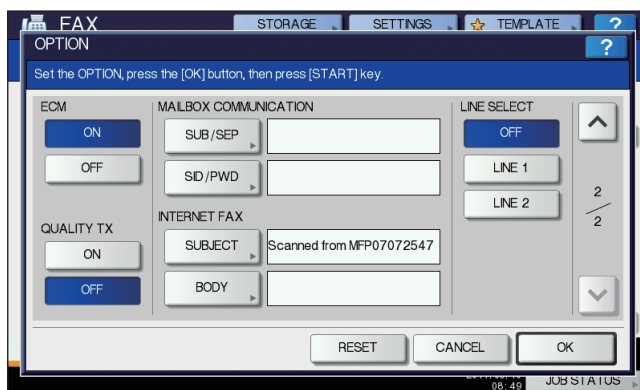 FAX STORAGE SETTINGS TEMPLATE ?
OPTION ?
Set the OPTION, press the [OK] button, then press [START] key.
ECM
ON
OFF
QUALITY TX
ON
OFF
MAILBOX COMMUNICATION
SUB/SEP
SID/PWD
INTERNET FAX
SUBJECT Scanned from MFP07072547
BODY
LINE SELECT
OFF
LINE 1
LINE 2
2
2
RESET CANCEL OK
08:49 JOB STATUS